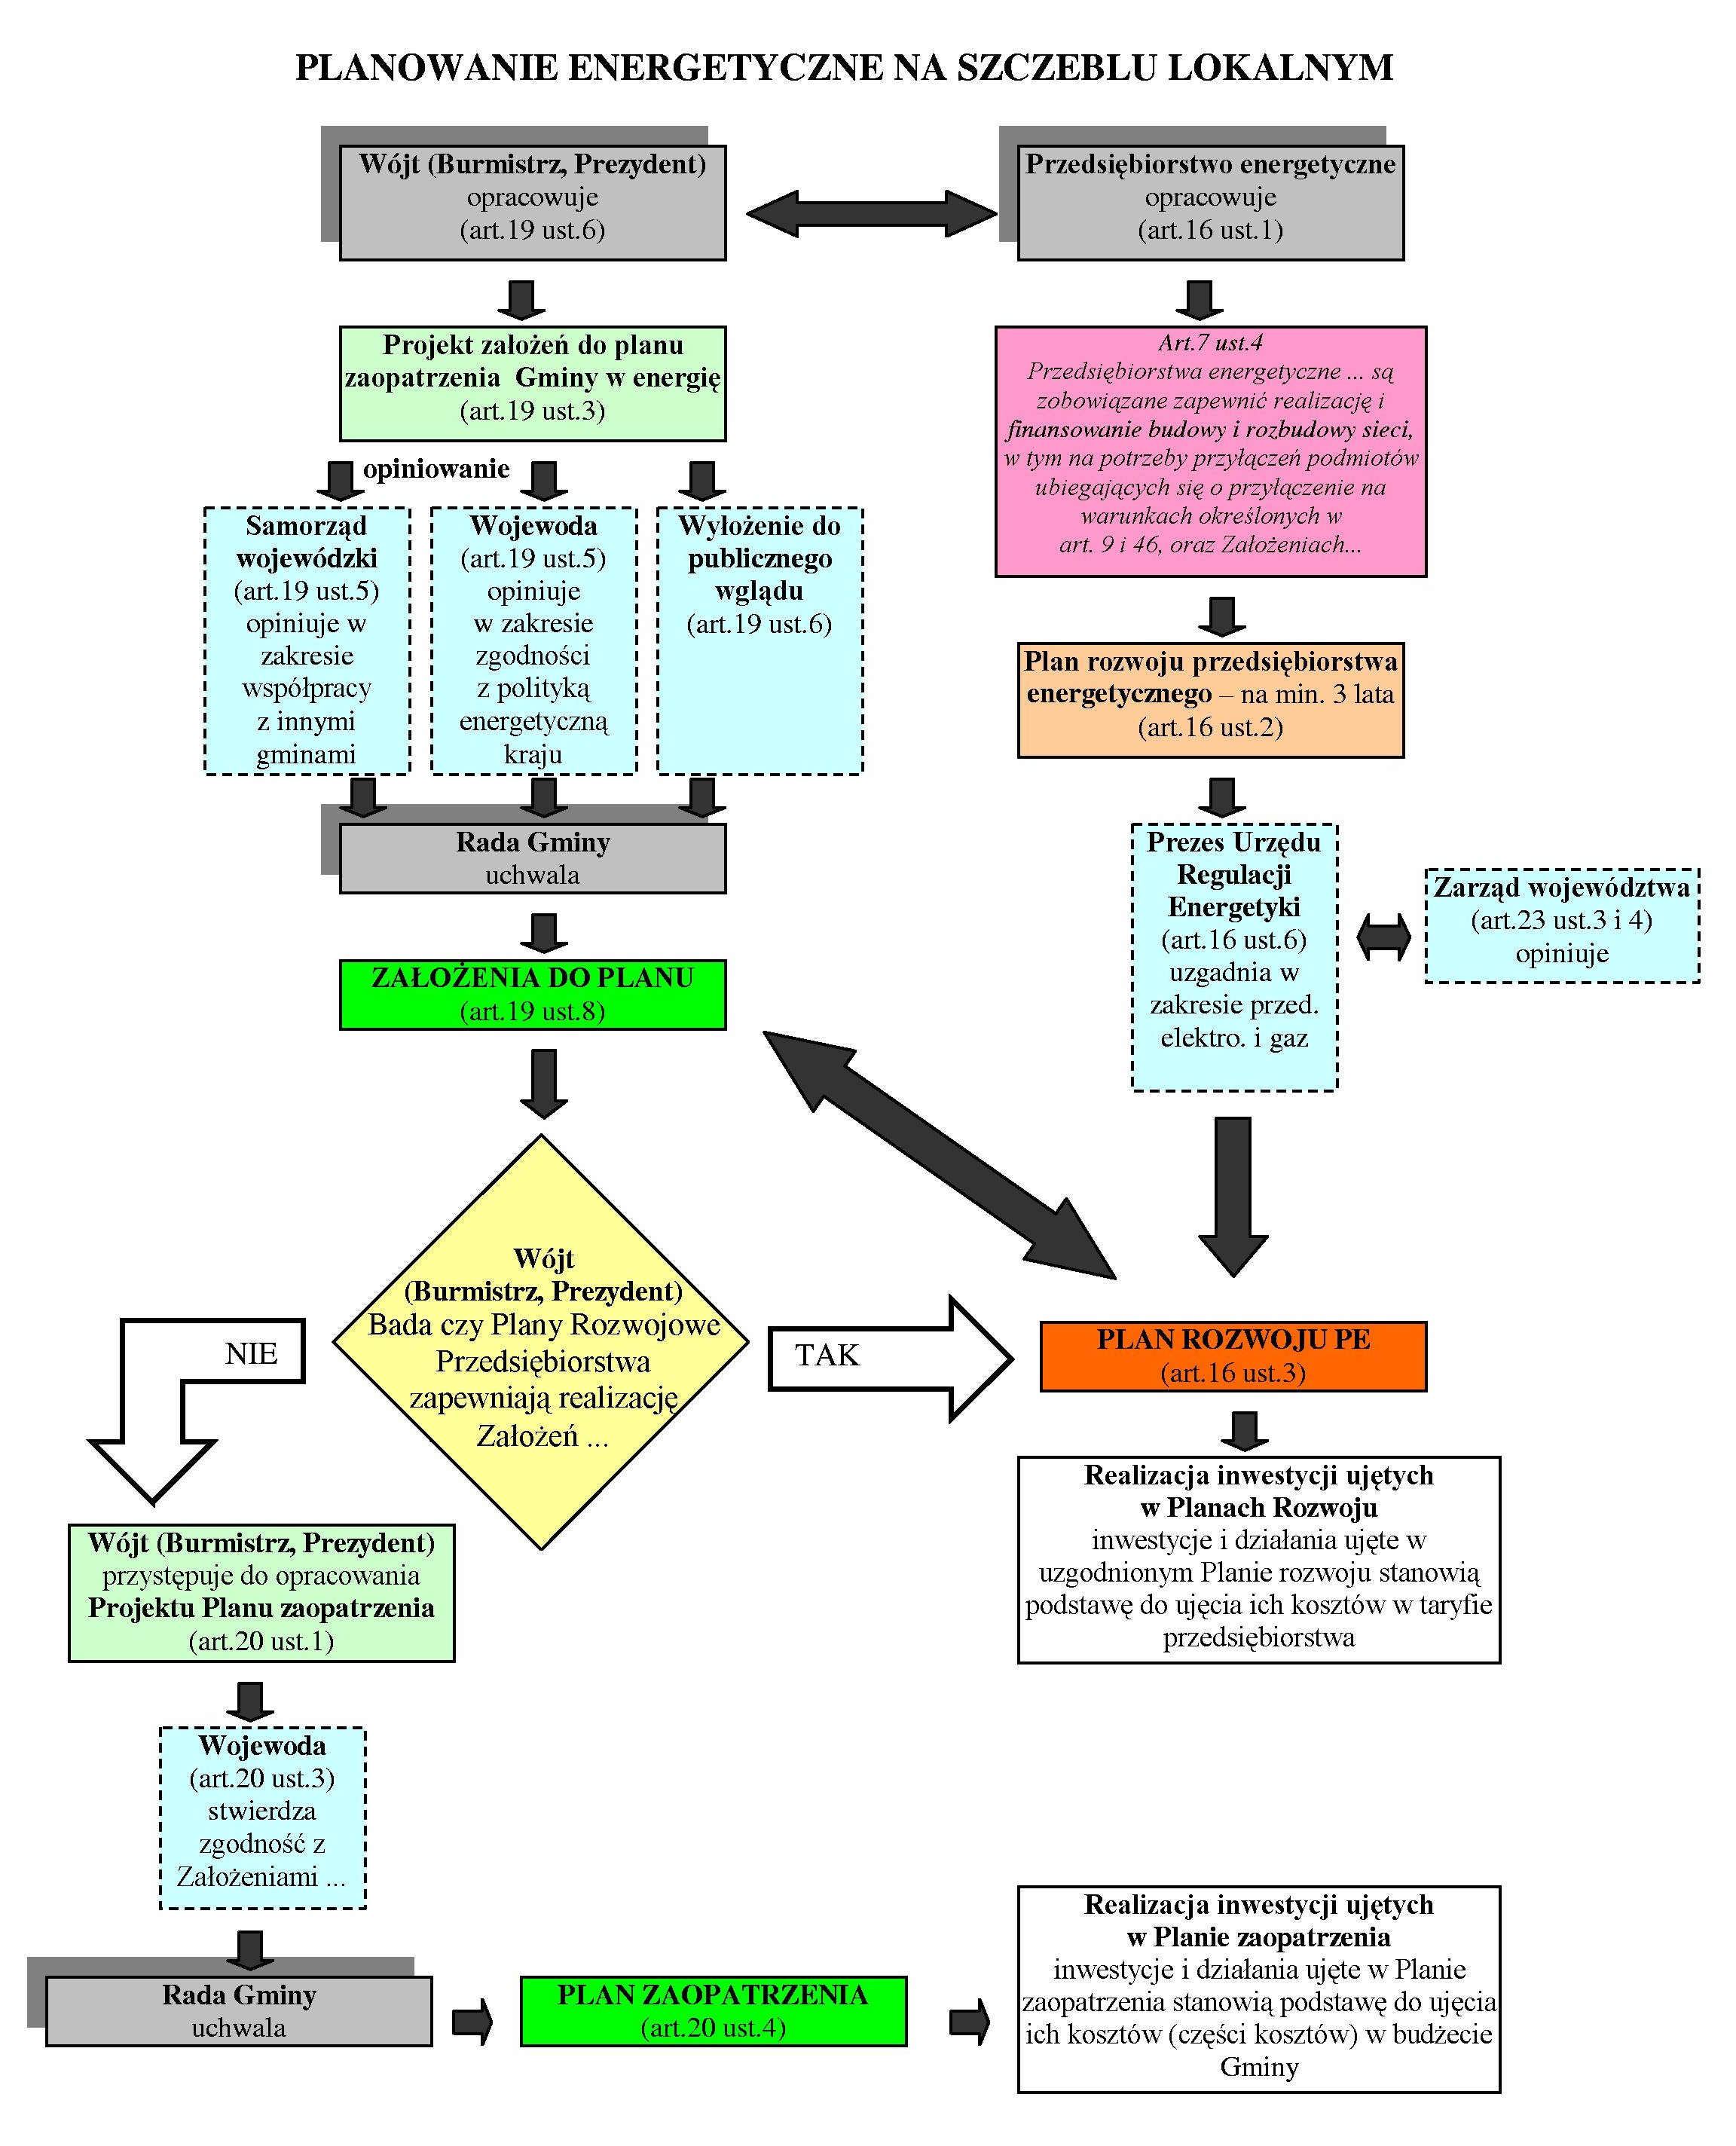 PLANOWANIE ENERGETYCZNE NA SZCZEBLU LOKALNYM
Wójt (Burmistrz, Prezydent)
opracowuje
(art.19 ust.6)
Przedsiębiorstwo energetyczne
opracowuje
(art.16 ust.1)
Projekt założeń do planu
zaopatrzenia  Gminy w energię
(art.19 ust.3)
Art.7 ust.4
Przedsiębiorstwa energetyczne ... są
zobowiązane zapewnić realizację i
finansowanie budowy i rozbudowy sieci,
w tym na potrzeby przyłączeń podmiotów
ubiegających się o przyłączenie na
warunkach określonych w
art. 9 i 46, oraz Założeniach...
opiniowanie
Samorząd
wojewódzki
(art.19 ust.5)
opiniuje w
zakresie
współpracy
z innymi
gminami
Wojewoda
(art.19 ust.5)
opiniuje
w zakresie
zgodności
z polityką
energetyczną
kraju
Wyłożenie do
publicznego
wglądu
(art.19 ust.6)
Plan rozwoju przedsiębiorstwa
energetycznego – na min. 3 lata
(art.16 ust.2)
Rada Gminy
uchwala
Prezes Urzędu
Regulacji
Energetyki
(art.16 ust.6)
uzgadnia w
zakresie przed.
elektro. i gaz
Zarząd województwa
(art.23 ust.3 i 4)
opiniuje
ZAŁOŻENIA DO PLANU
(art.19 ust.8)
Wójt
(Burmistrz, Prezydent)
Bada czy Plany Rozwojowe
Przedsiębiorstwa
zapewniają realizację
Założeń ...
NIE
TAK
PLAN ROZWOJU PE
(art.16 ust.3)
Realizacja inwestycji ujętych
w Planach Rozwoju
inwestycje i działania ujęte w
uzgodnionym Planie rozwoju stanowią
podstawę do ujęcia ich kosztów w taryfie
przedsiębiorstwa
Wójt (Burmistrz, Prezydent)
przystępuje do opracowania
Projektu Planu zaopatrzenia
(art.20 ust.1)
Wojewoda
(art.20 ust.3)
stwierdza
zgodność z
Założeniami ...
Rada Gminy
uchwala
PLAN ZAOPATRZENIA
(art.20 ust.4)
Realizacja inwestycji ujętych
w Planie zaopatrzenia
inwestycje i działania ujęte w Planie
zaopatrzenia stanowią podstawę do ujęcia
ich kosztów (części kosztów) w budżecie
Gminy